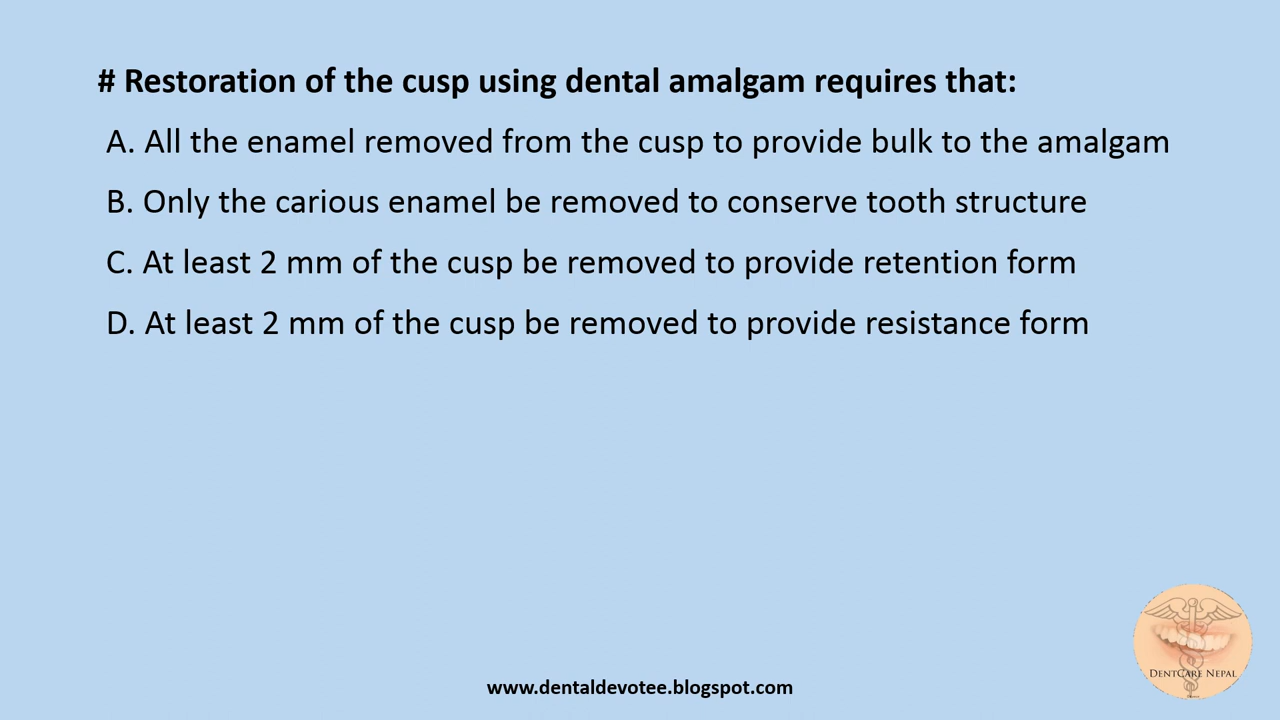 # Restoration of the cusp using dental amalgam requires that:
A. All the enamel removed from the cusp to provide bulk to the amalgam
B. Only the carious enamel be removed to conserve tooth structure
C. At least 2 mm of the cusp be removed to provide retention form
D. At least 2 mm of the cusp be removed to provide resistance form
DENTCARE NEPAL
www.dentaldevotee.blogspot.com